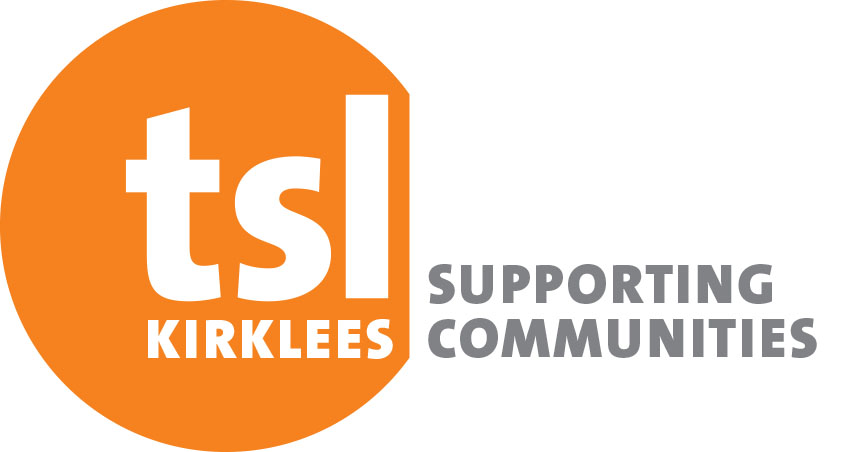 tsl
KIRKLEES
SUPPORTING
COMMUNITIES